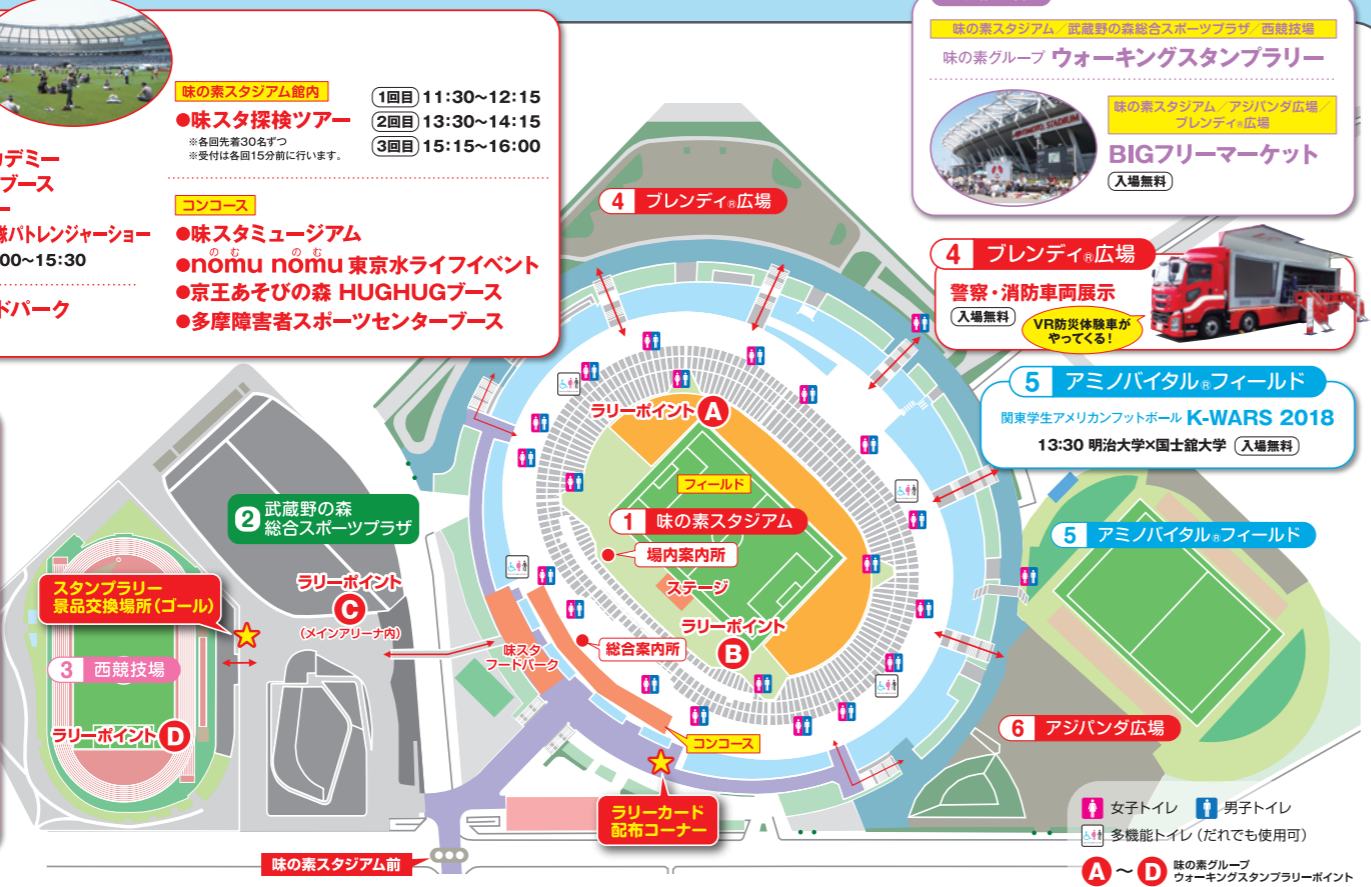 味の素スタジアム館内
●味スタ探検ツアー
※各回先着30名ずつ
※受付は各回15分前に行います。
1回目 11:30~12:15
2回目 13:30~14:15
3回目 15:15~16:00
デミー
ブース
ー
パトレンジャーショー
00~15:30
ドパーク
コンコース
●味スタミュージアム
のむ のむ
●nomu nomu 東京水ライフイベント
●京王あそびの森 HUGHUGブース
●多摩障害者スポーツセンターブース
味の素スタジアム/武蔵野の森総合スポーツプラザ/西競技場
味の素グループ ウォーキングスタンプラリー
味の素スタジアム/アジパンダ広場/
ブレンディ®広場
BIGフリーマーケット
入場無料
AJINOMOTO STADIUM
4 ブレンディ®広場
4 ブレンディ®広場
警察・消防車両展示
入場無料
VR防災体験車が
やってくる!
5 アミノバイタル®フィールド
関東学生アメリカンフットボール K-WARS 2018
13:30 明治大学×国士舘大学 入場無料
ラリーポイント A
フィールド
1 味の素スタジアム
場内案内所
ステージ
ラリーポイント
B
総合案内所
味スタ
フードパーク
コンコース
2 武蔵野の森
総合スポーツプラザ
ラリーポイント
C
(メインアリーナ内)
スタンプラリー
景品交換場所(ゴール)
3 西競技場
ラリーポイント D
5 アミノバイタル®フィールド
6 アジパンダ広場
ラリーカード
配布コーナー
味の素スタジアム前
女子トイレ 男子トイレ
多機能トイレ(だれでも使用可)
A ~ D 味の素グループ
ウォーキングスタンプラリーポイント